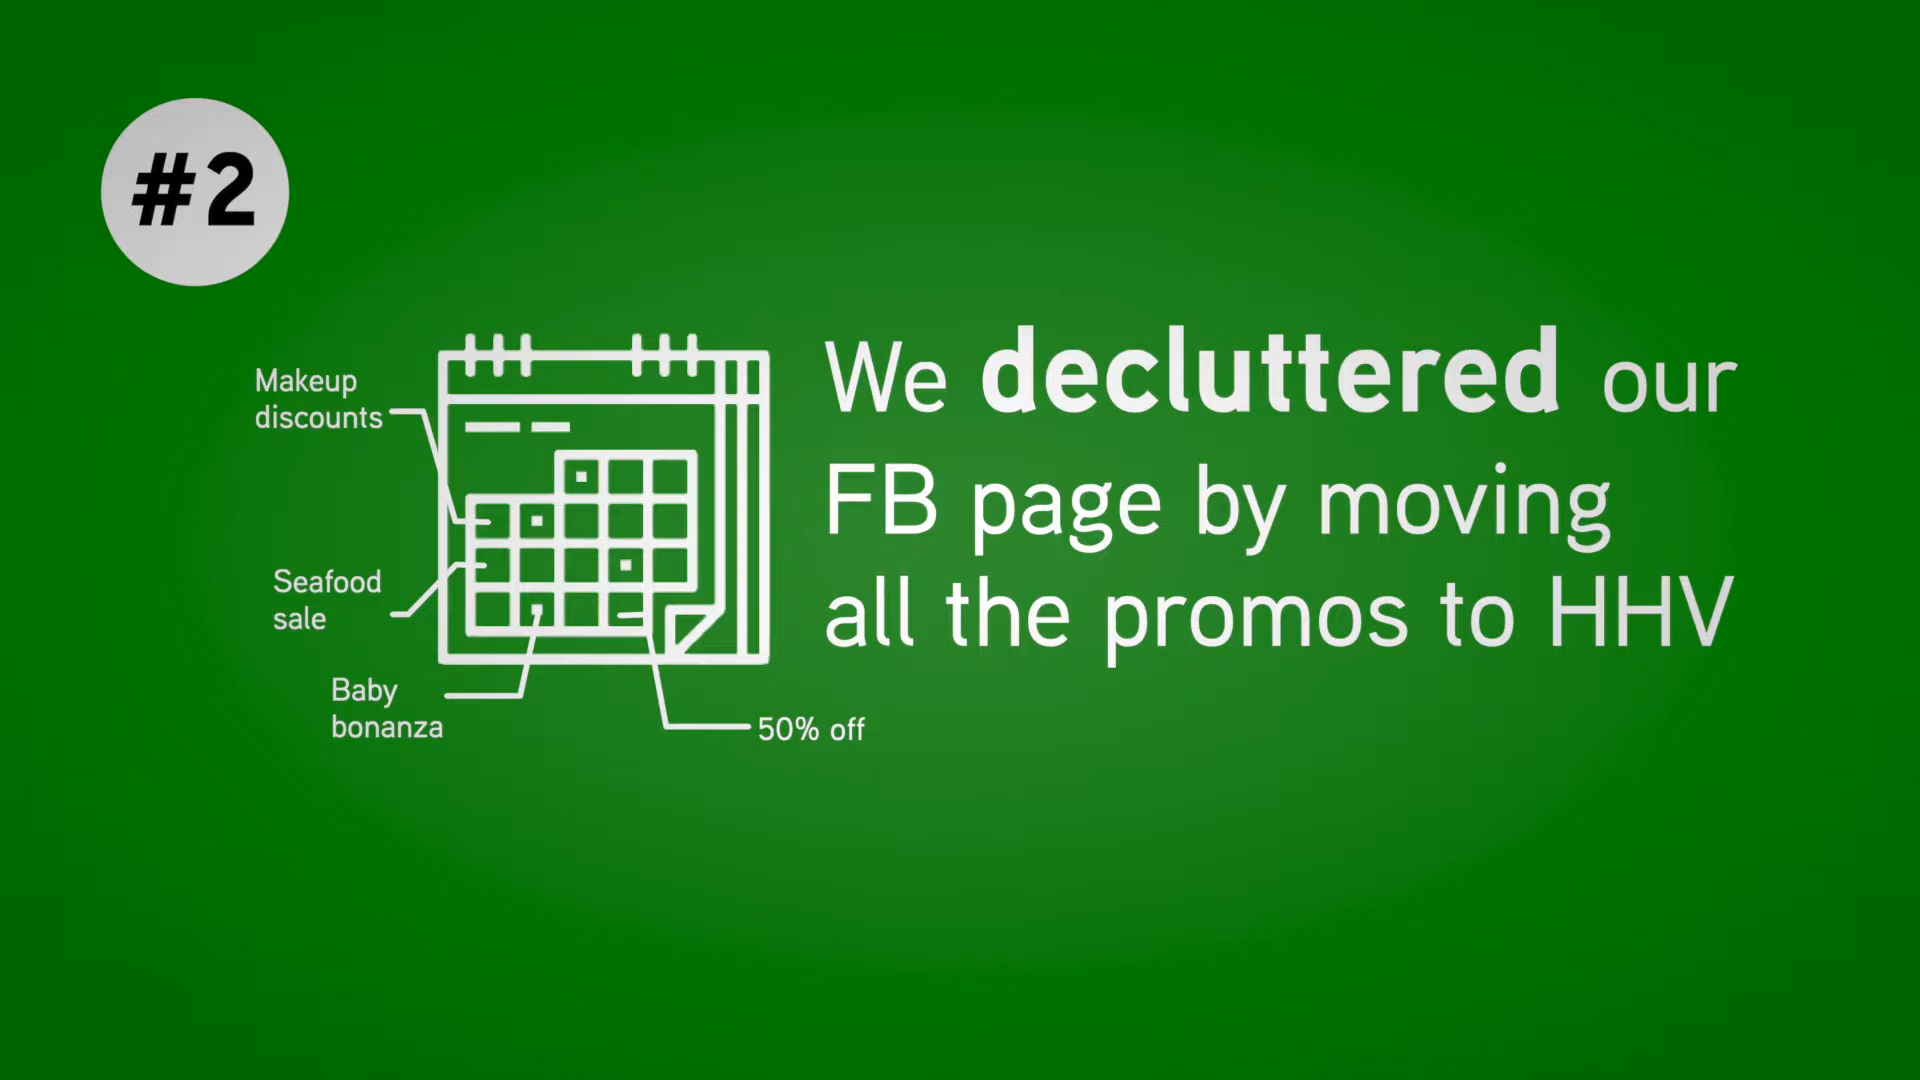 #2
Makeup
discounts
Seafood
sale
Baby
bonanza
50% off
We decluttered our
FB page by moving
all the promos to HHV